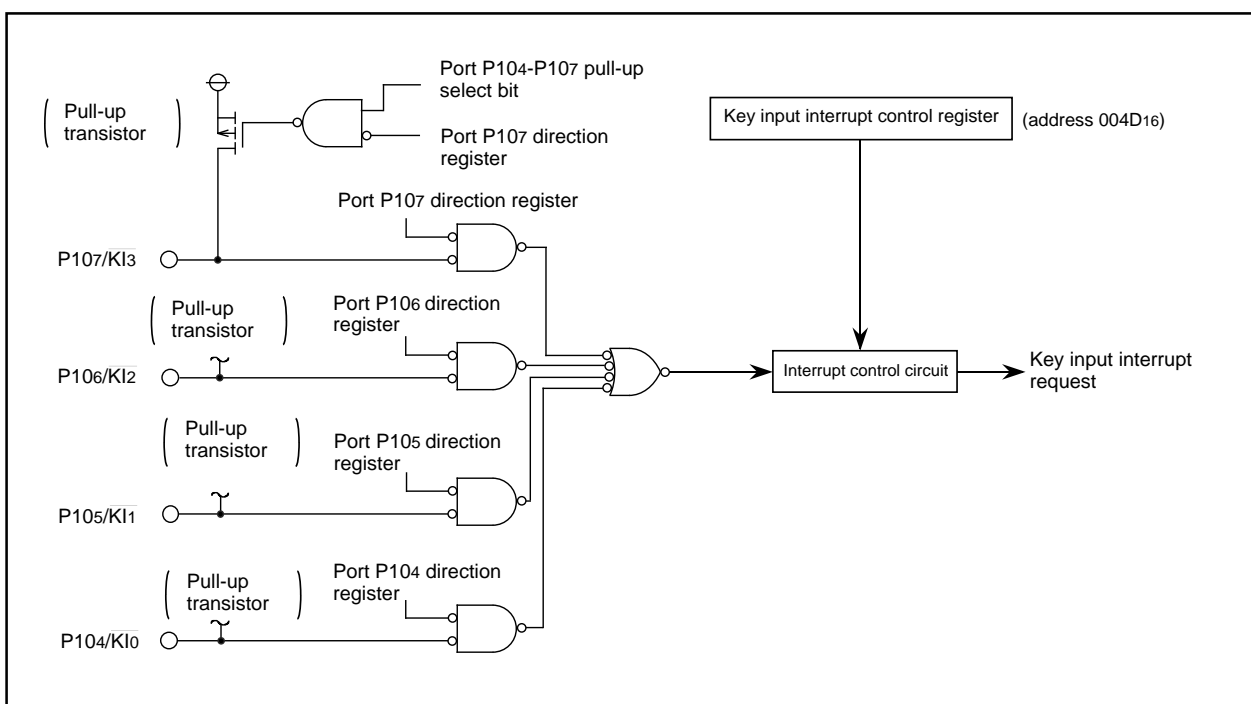 Port P104-P107 pull-up
select bit
( Pull-up
transistor )
Port P107 direction
register
Key input interrupt control register
(address 004D16)
Port P107 direction register
P107/KI3
( Pull-up
transistor )
Port P106 direction
register
P106/KI2
Interrupt control circuit
Key input interrupt
request
( Pull-up
transistor )
Port P105 direction
register
P105/KI1
( Pull-up
transistor )
Port P104 direction
register
P104/KI0